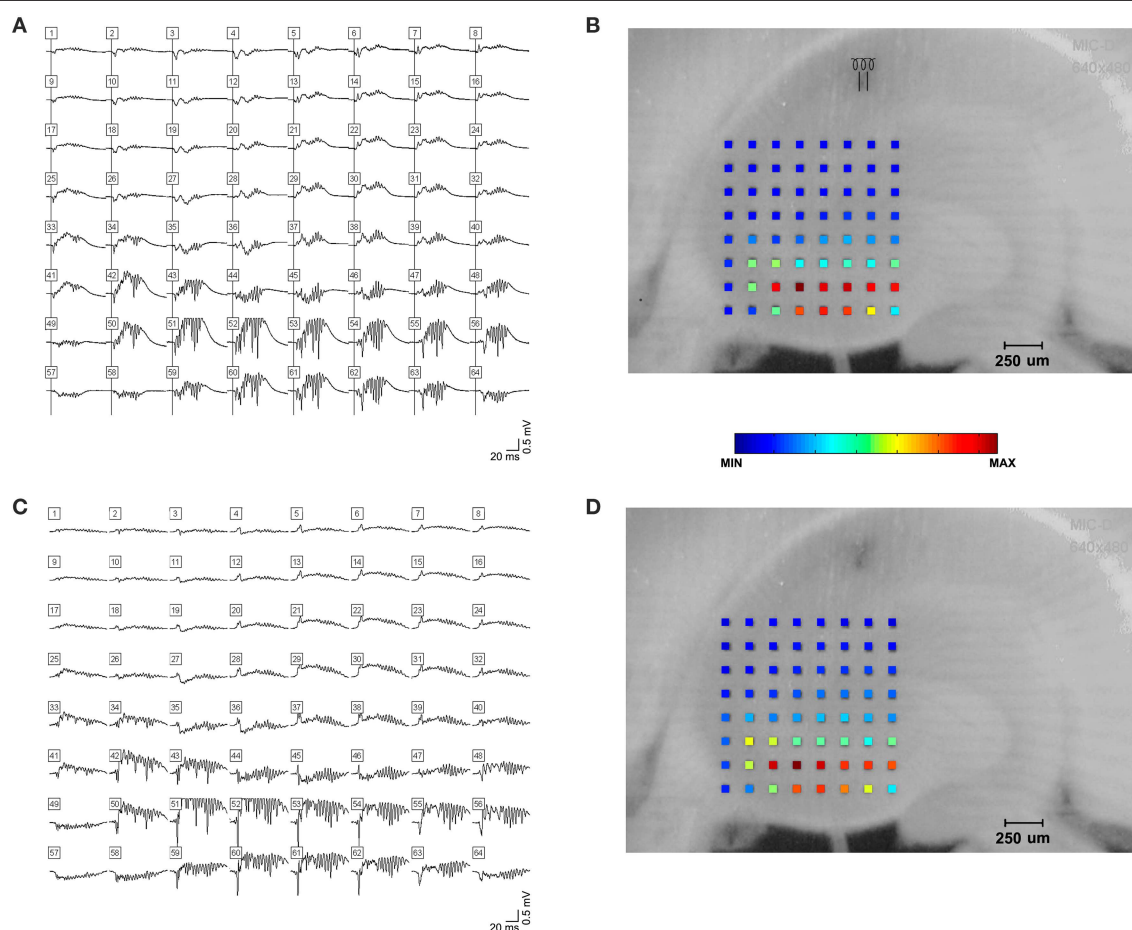 A
B
1 2 3 4 5 6 7 8
9 10 11 12 13 14 15 16
17 18 19 20 21 22 23 24
25 26 27 28 29 30 31 32
33 34 35 36 37 38 39 40
41 42 43 44 45 46 47 48
49 50 51 52 53 54 55 56
57 58 59 60 61 62 63 64
20 ms
0.5 mV
640x480
250 um
MIN
MAX
C
D
1 2 3 4 5 6 7 8
9 10 11 12 13 14 15 16
17 18 19 20 21 22 23 24
25 26 27 28 29 30 31 32
33 34 35 36 37 38 39 40
41 42 43 44 45 46 47 48
49 50 51 52 53 54 55 56
57 58 59 60 61 62 63 64
20 ms
0.5 mV
640x480
250 um